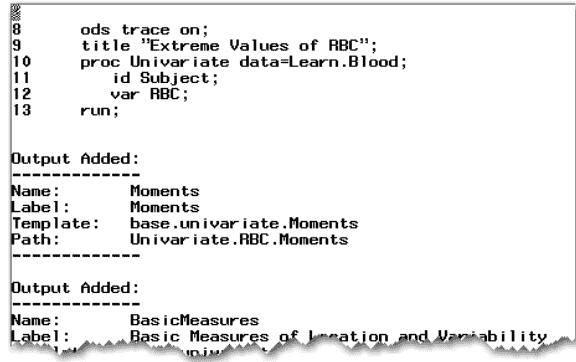 8 ods trace on;
9 title "Extreme Values of RBC";
10 proc Univariate data=Learn.Blood;
11 id Subject;
12 var RBC;
13 run;
Output Added:
-------------
Name: Moments
Label: Moments
Template: base.univariate.Moments
Path: Univariate.RBC.Moments
-------------
Output Added:
-------------
Name: BasicMeasures
Label: Basic Measures of Location and Variability